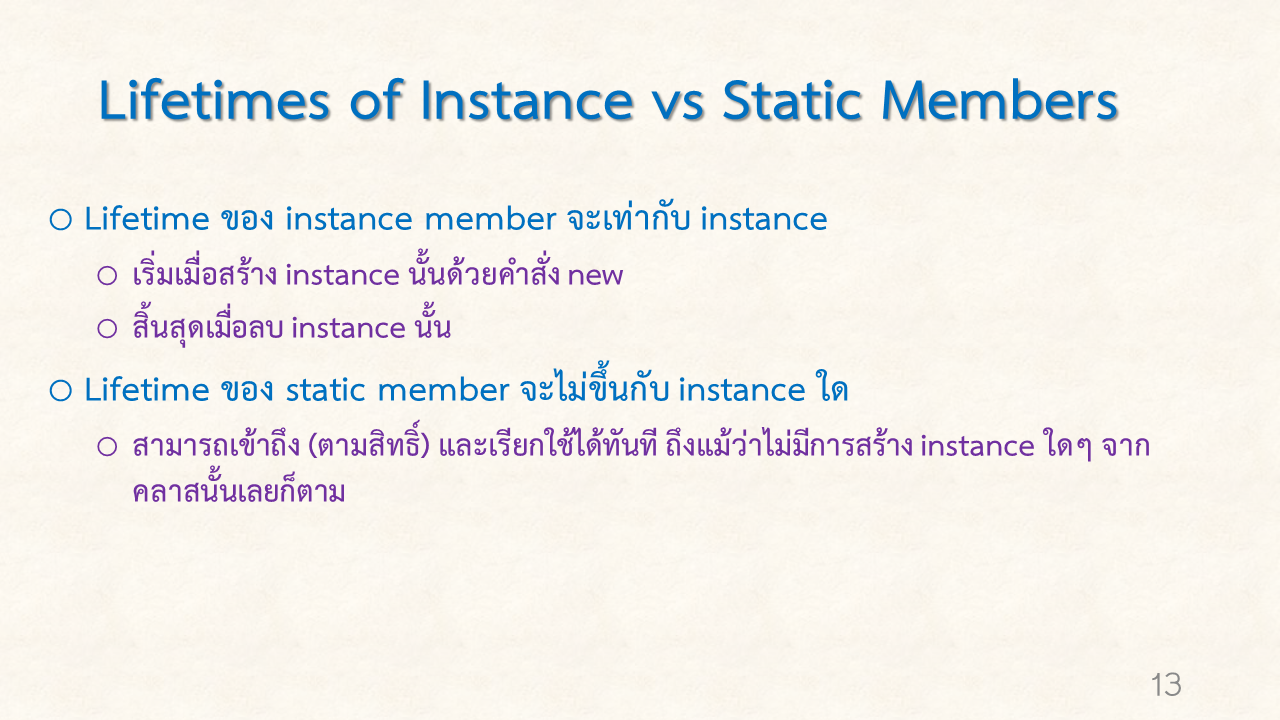 Lifetimes of Instance vs Static Members
Lifetime ของ instance member จะเท่ากับ instance
เริ่มเมื่อสร้าง instance นั้นด้วยคำสั่ง new
สิ้นสุดเมื่อลบ instance นั้น
Lifetime ของ static member จะไม่ขึ้นกับ instance ใด
สามารถเข้าถึง (ตามสิทธิ์) และเรียกใช้ได้ทันที ถึงแม้ว่าไม่มีการสร้าง instance ใดๆ จาก
คลาสนั้นเลยก็ตาม
13